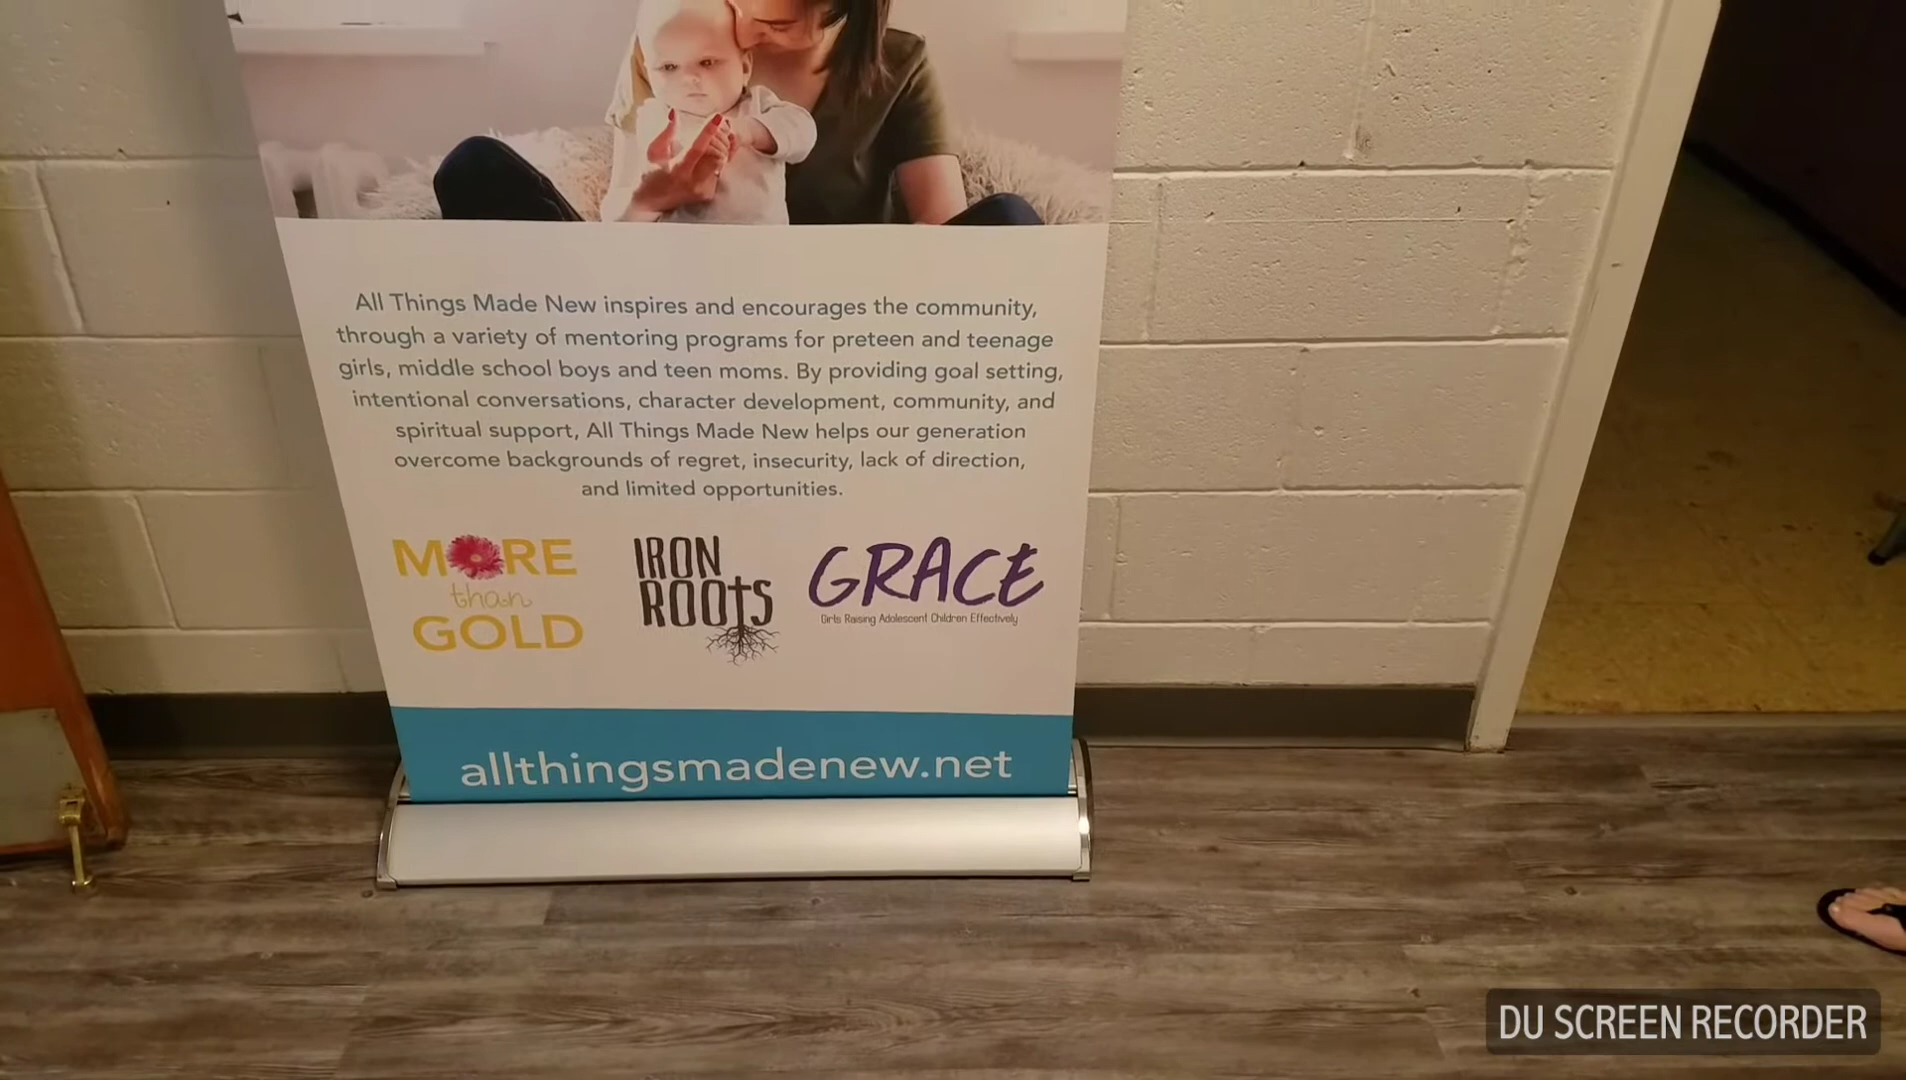 All Things Made New inspires and encourages the community,
through a variety of mentoring programs for preteen and teenage
girls, middle school boys and teen moms. By providing goal setting,
intentional conversations, character development, community, and
spiritual support, All Things Made New helps our generation
overcome backgrounds of regret, insecurity, lack of direction,
and limited opportunities.
MORE
than
GOLD
IRON
ROOTS
GRACE
Girls Raising Adolescent Children Effectively
allthingsmadenew.net
DU SCREEN RECORDER